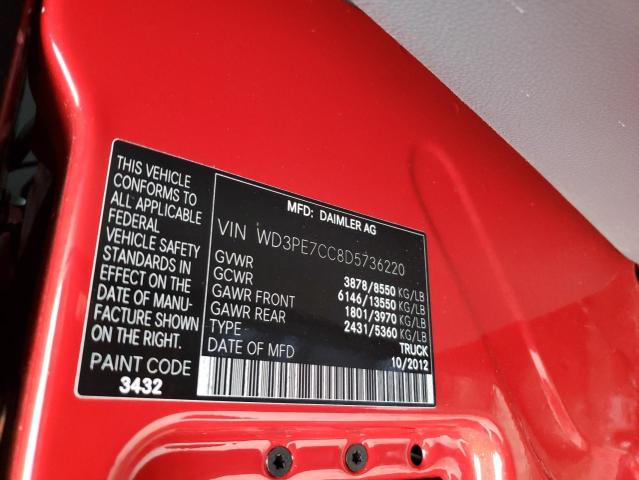 THIS VEHICLE
CONFORMS TO
ALL APPLICABLE
FEDERAL
VEHICLE SAFETY
STANDARDS IN
EFFECT ON THE
DATE OF MANU-
FACTURE SHOWN
ON THE RIGHT.
PAINT CODE
3432
MFD: DAIMLER AG
VIN WD3PE7CC8D5736220
GVWR 3878/8550 KG/LB
GCWR 6146/13550 KG/LB
GAWR FRONT 1801/3970 KG/LB
GAWR REAR 2431/5360 KG/LB
TYPE TRUCK
DATE OF MFD 10/2012